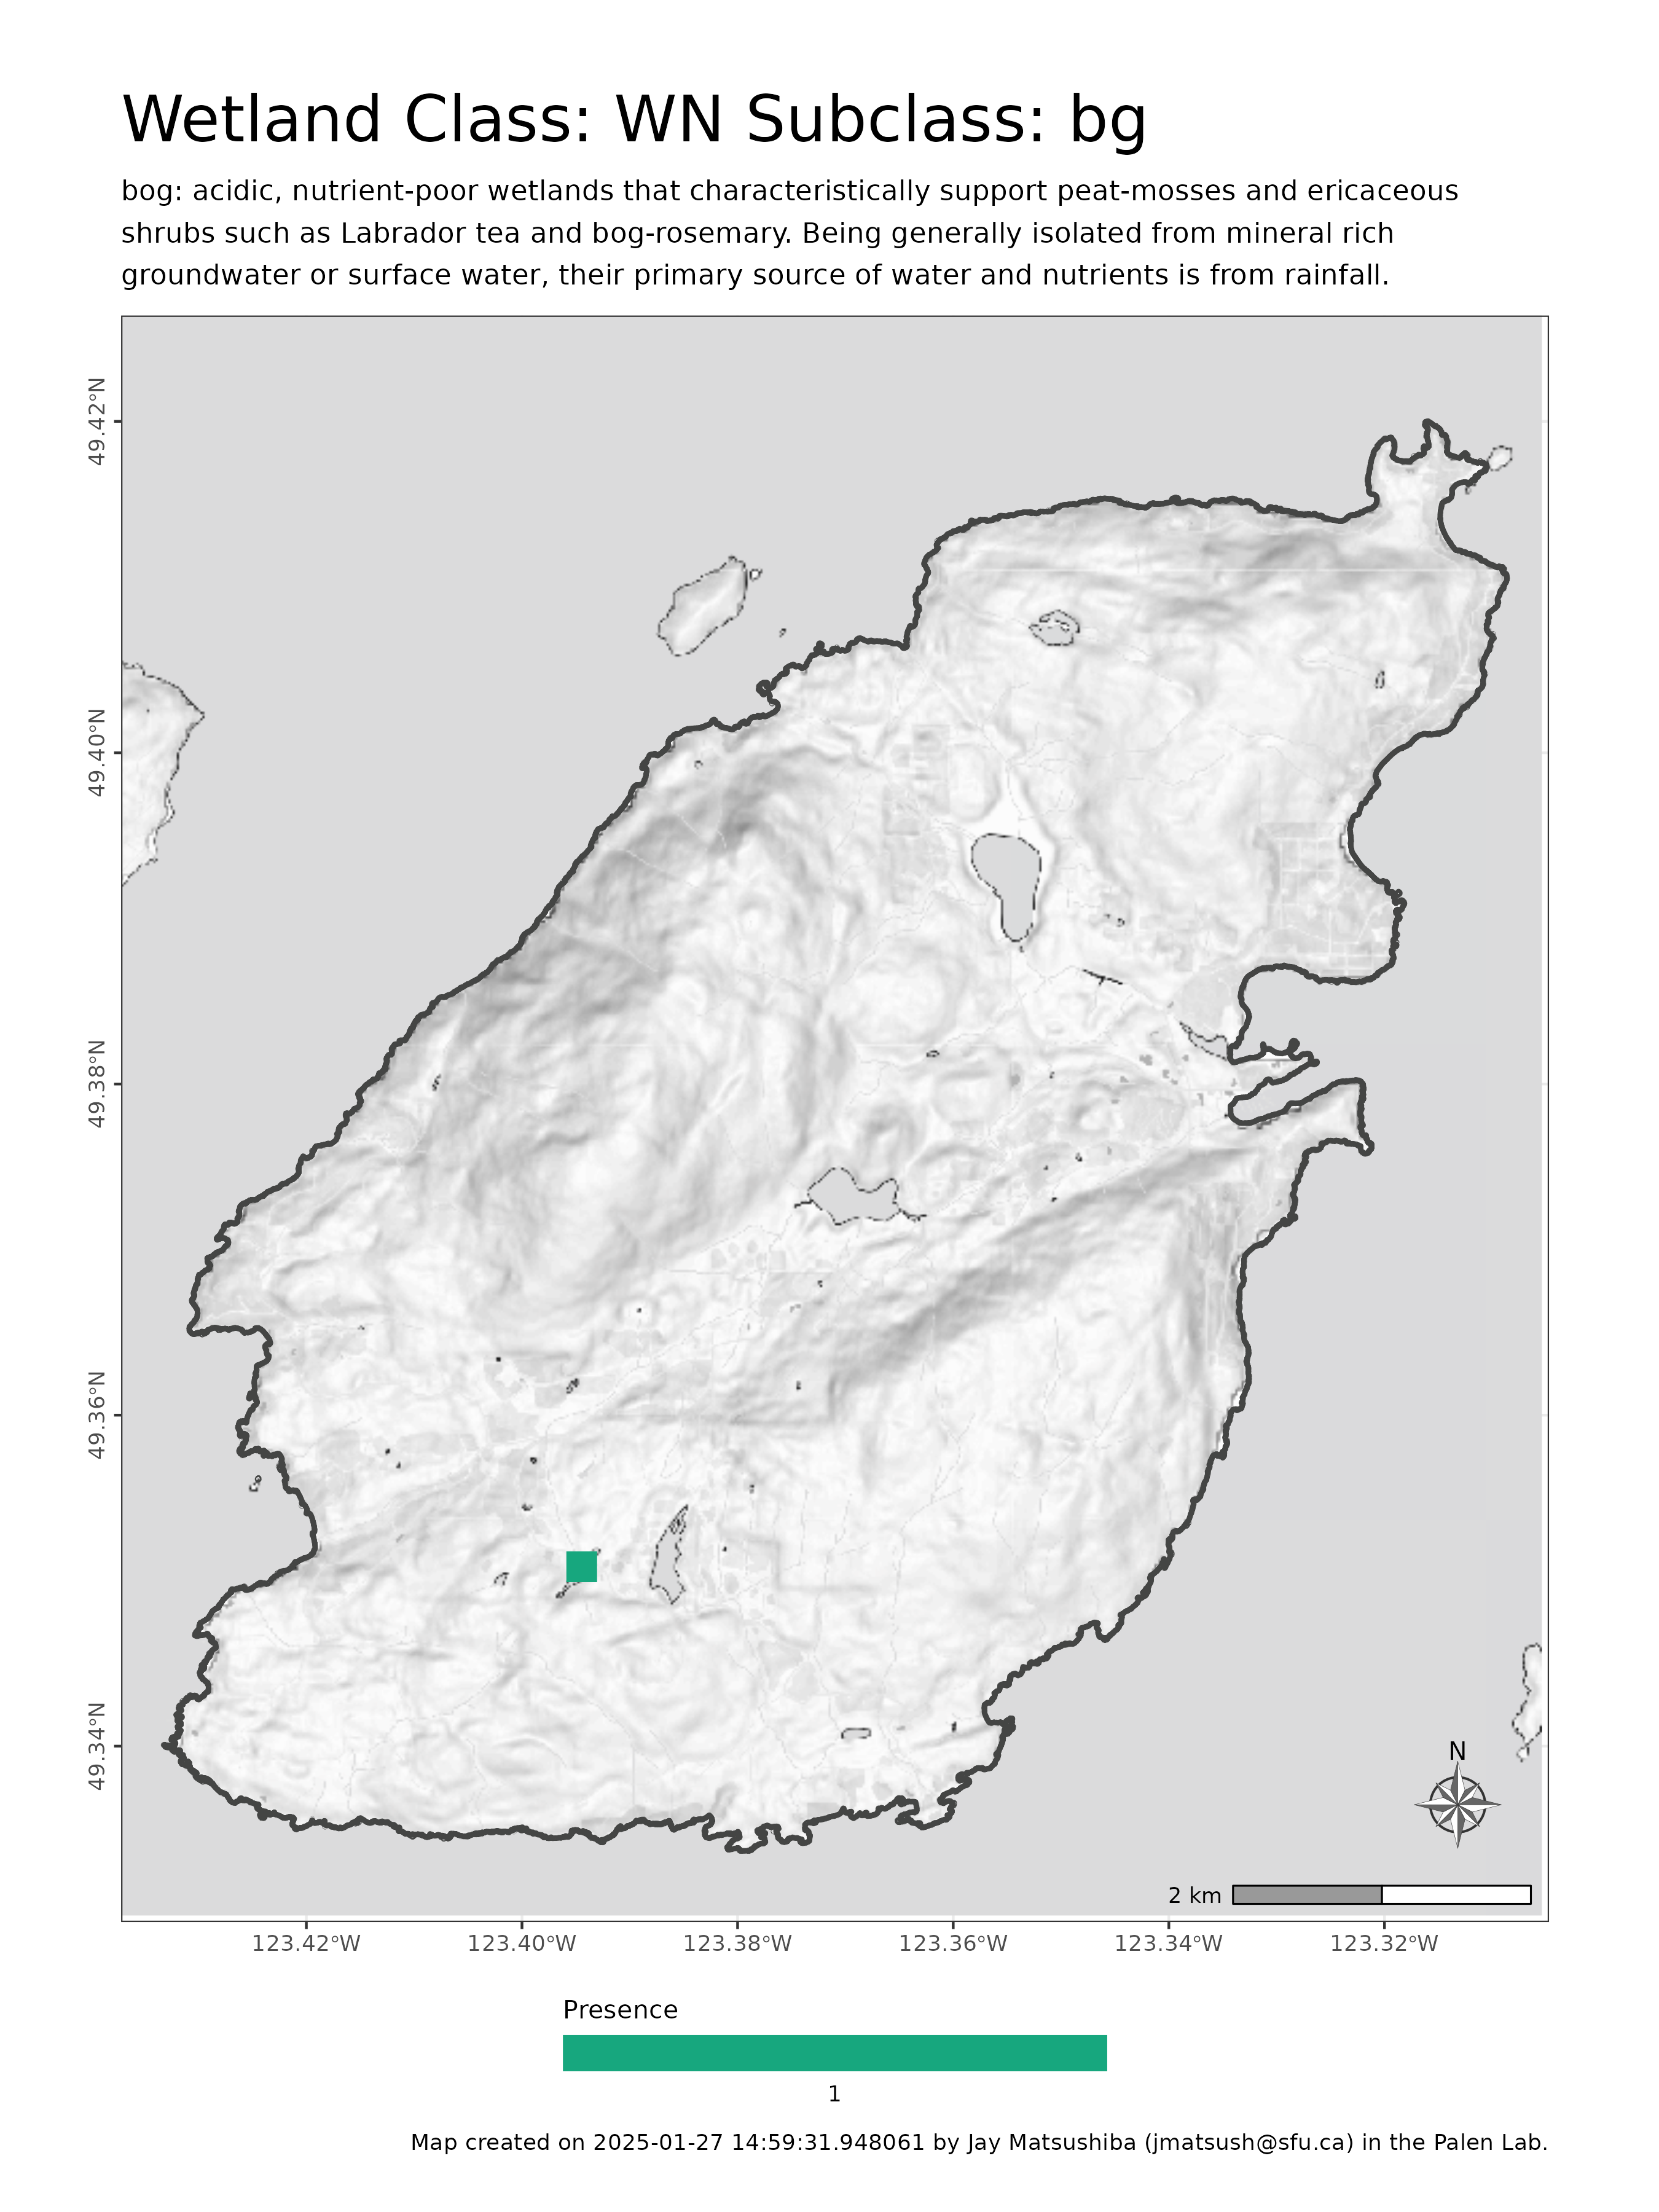 Wetland Class: WN Subclass: bg
bog: acidic, nutrient-poor wetlands that characteristically support peat-mosses and ericaceous
shrubs such as Labrador tea and bog-rosemary. Being generally isolated from mineral rich
groundwater or surface water, their primary source of water and nutrients is from rainfall.
49.42°N
49.40°N
49.38°N
49.36°N
49.34°N
N
2 km
123.42°W
123.40°W
123.38°W
123.36°W
123.34°W
123.32°W
Presence
1
Map created on 2025-01-27 14:59:31.948061 by Jay Matsushiba (jmatsush@sfu.ca) in the Palen Lab.